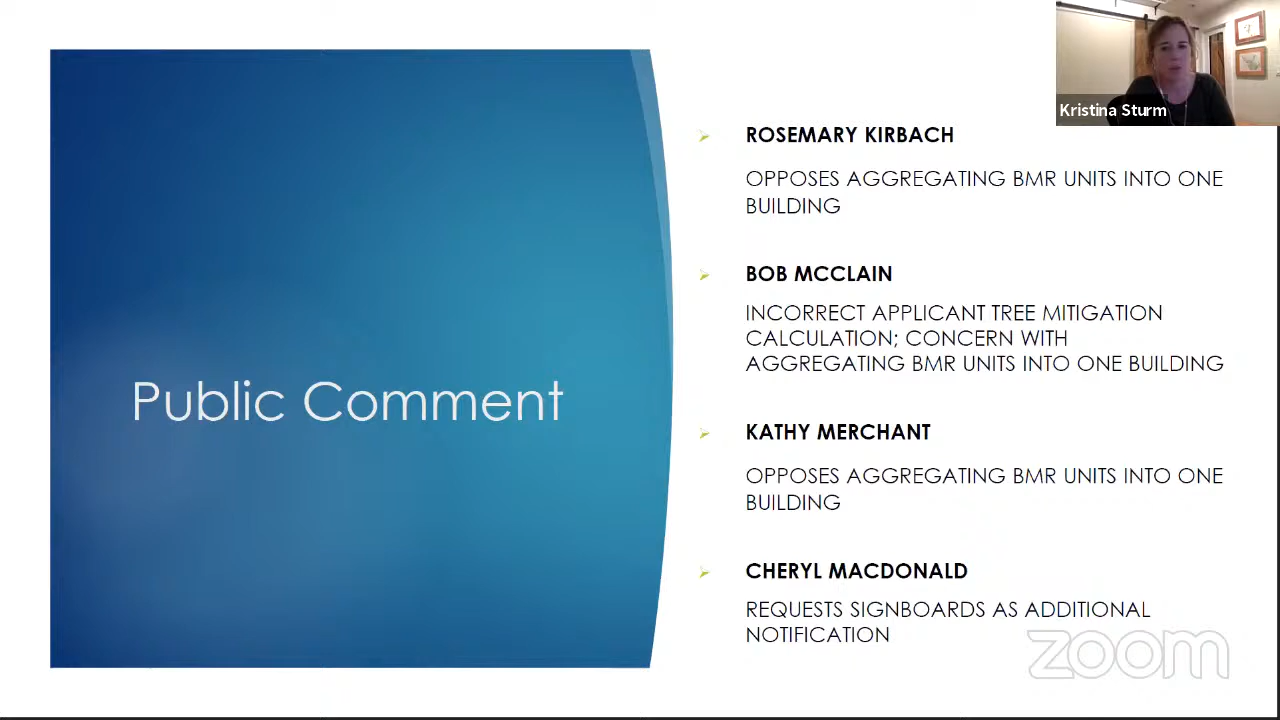 Kristina Sturm
Public Comment
ROSEMARY KIRBACH
OPPOSES AGGREGATING BMR UNITS INTO ONE
BUILDING
BOB MCCLAIN
INCORRECT APPLICANT TREE MITIGATION
CALCULATION; CONCERN WITH
AGGREGATING BMR UNITS INTO ONE BUILDING
KATHY MERCHANT
OPPOSES AGGREGATING BMR UNITS INTO ONE
BUILDING
CHERYL MACDONALD
REQUESTS SIGNBOARDS AS ADDITIONAL
NOTIFICATION
zoom